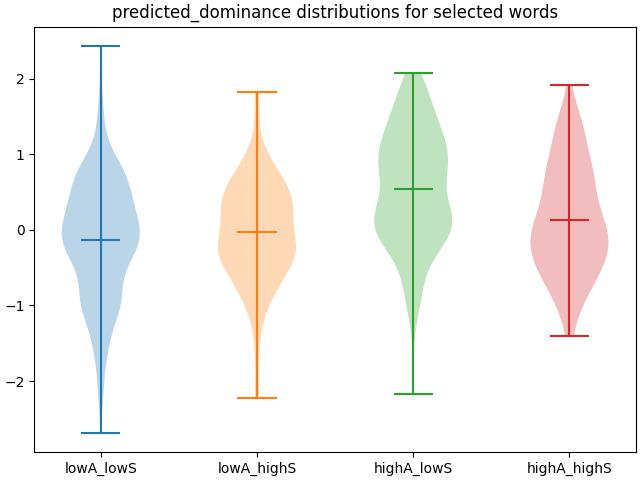 predicted_dominance distributions for selected words
2
1
0
−1
−2
lowA_lowS
lowA_highS
highA_lowS
highA_highS